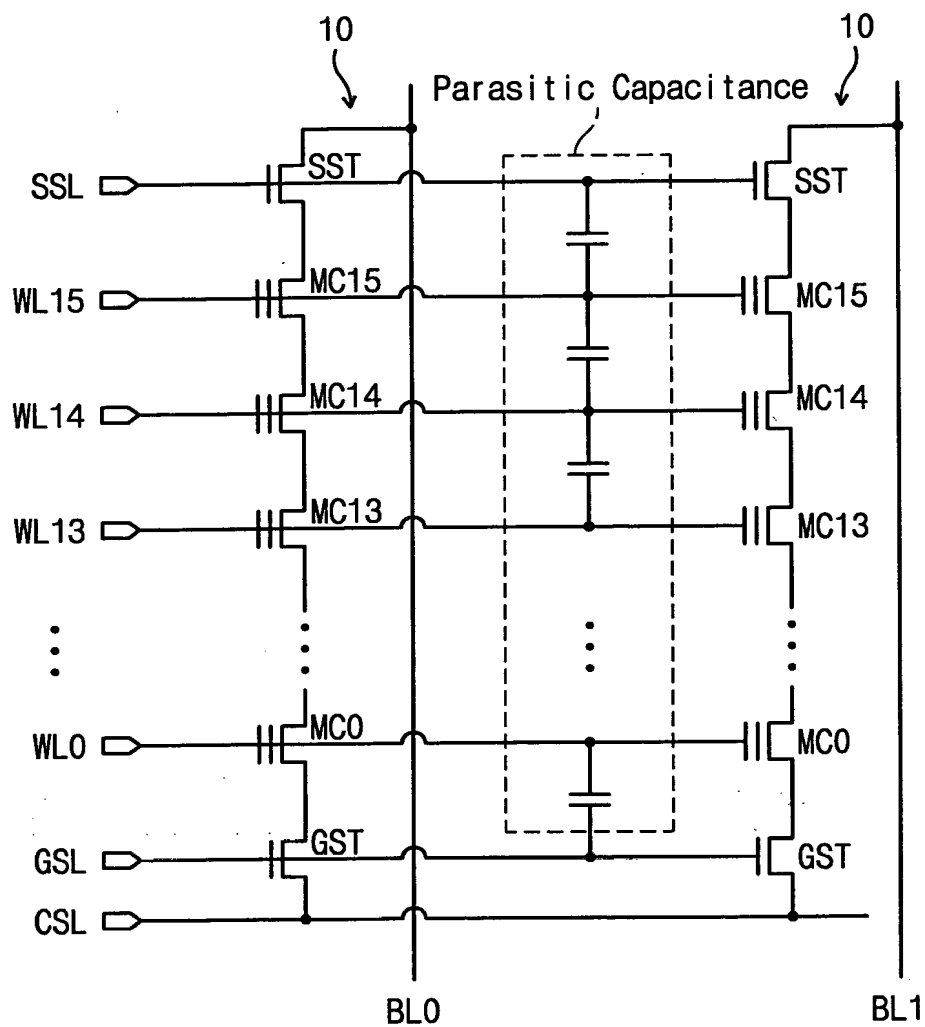 10 10
Parasitic Capacitance
SSL SST SST
WL15 MC15 MC15
WL14 MC14 MC14
WL13 MC13 MC13
WL0 MC0 MC0
GSL GST GST
CSL
BL0 BL1